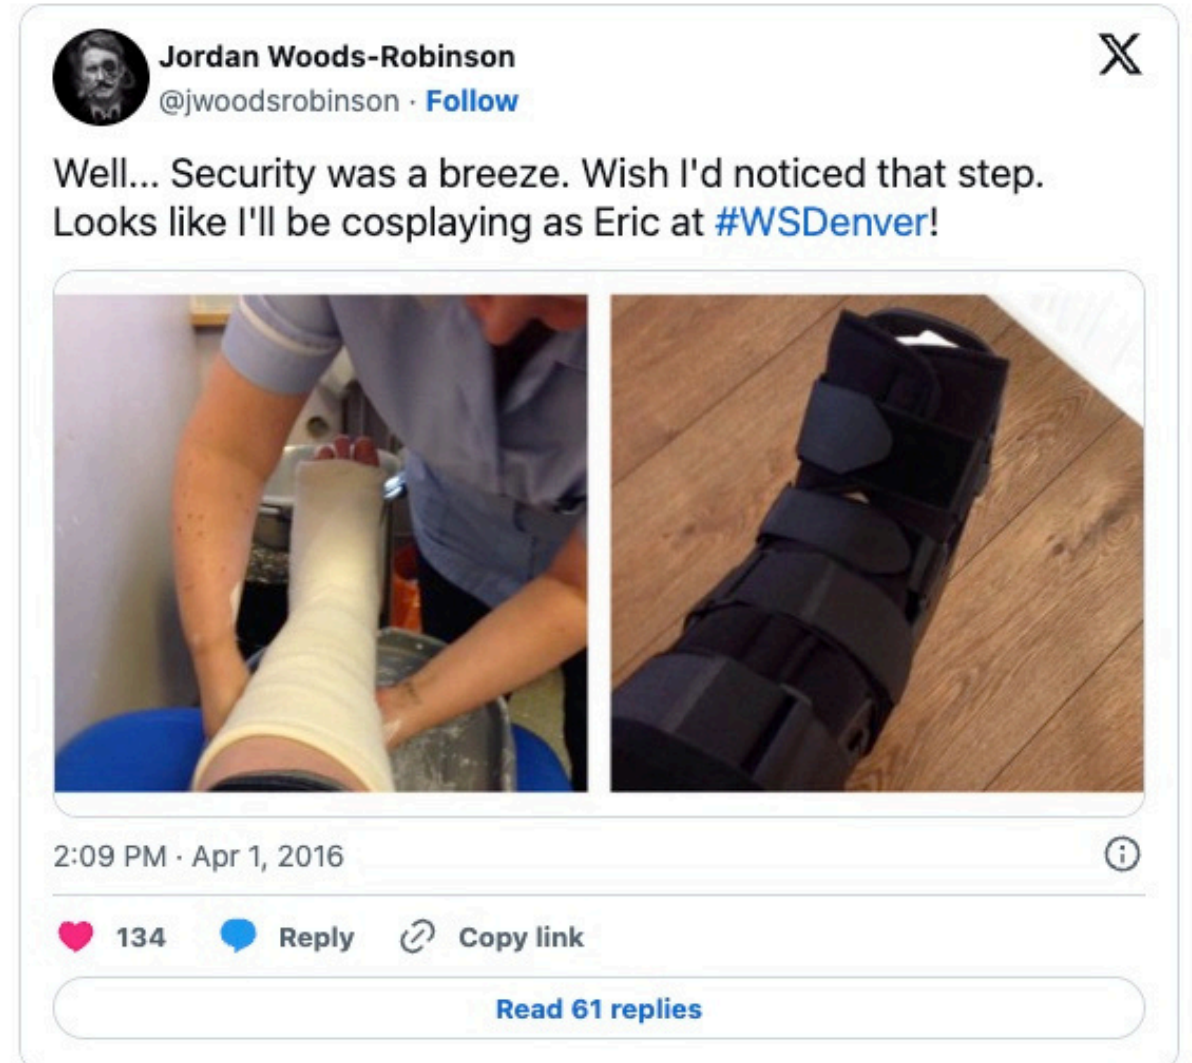 Jordan Woods-Robinson
@jwoodsrobinson · Follow
Well... Security was a breeze. Wish I'd noticed that step.
Looks like I'll be cosplaying as Eric at #WSDenver!
2:09 PM · Apr 1, 2016
134 Reply Copy link
Read 61 replies